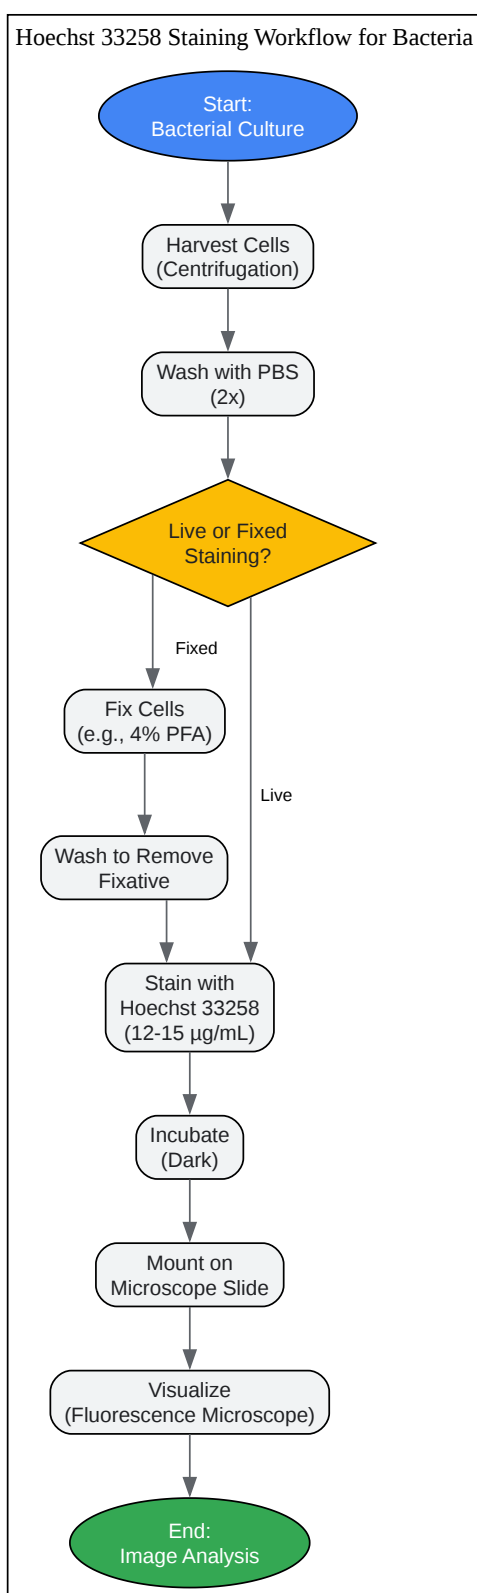 Hoechst 33258 Staining Workflow for Bacteria
Start:
Bacterial Culture
Harvest Cells
(Centrifugation)
Wash with PBS
(2x)
Live or Fixed
Staining?
Fixed
Fix Cells
(e.g., 4% PFA)
Live
Wash to Remove
Fixative
Stain with
Hoechst 33258
(12-15 µg/mL)
Incubate
(Dark)
Mount on
Microscope Slide
Visualize
(Fluorescence Microscope)
End:
Image Analysis